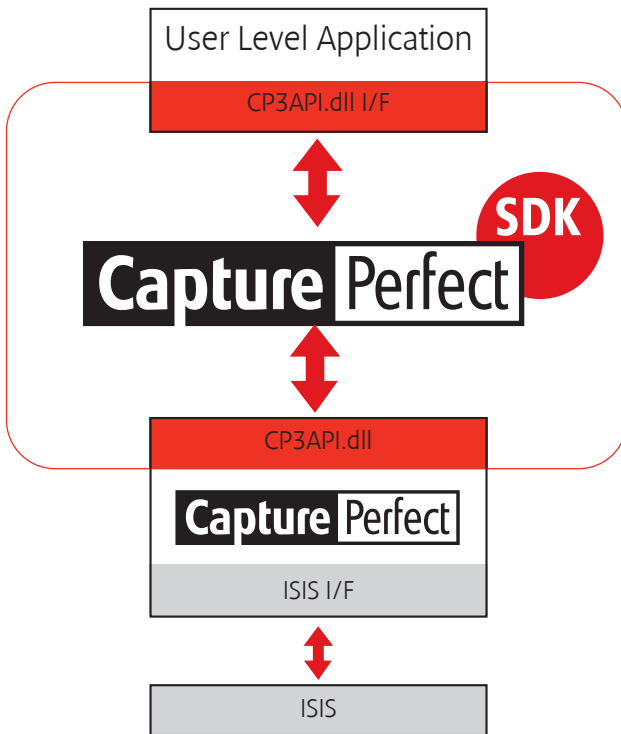 User Level Application
CP3API.dll I/F
SDK
Capture Perfect
CP3API.dll
Capture Perfect
ISIS I/F
ISIS